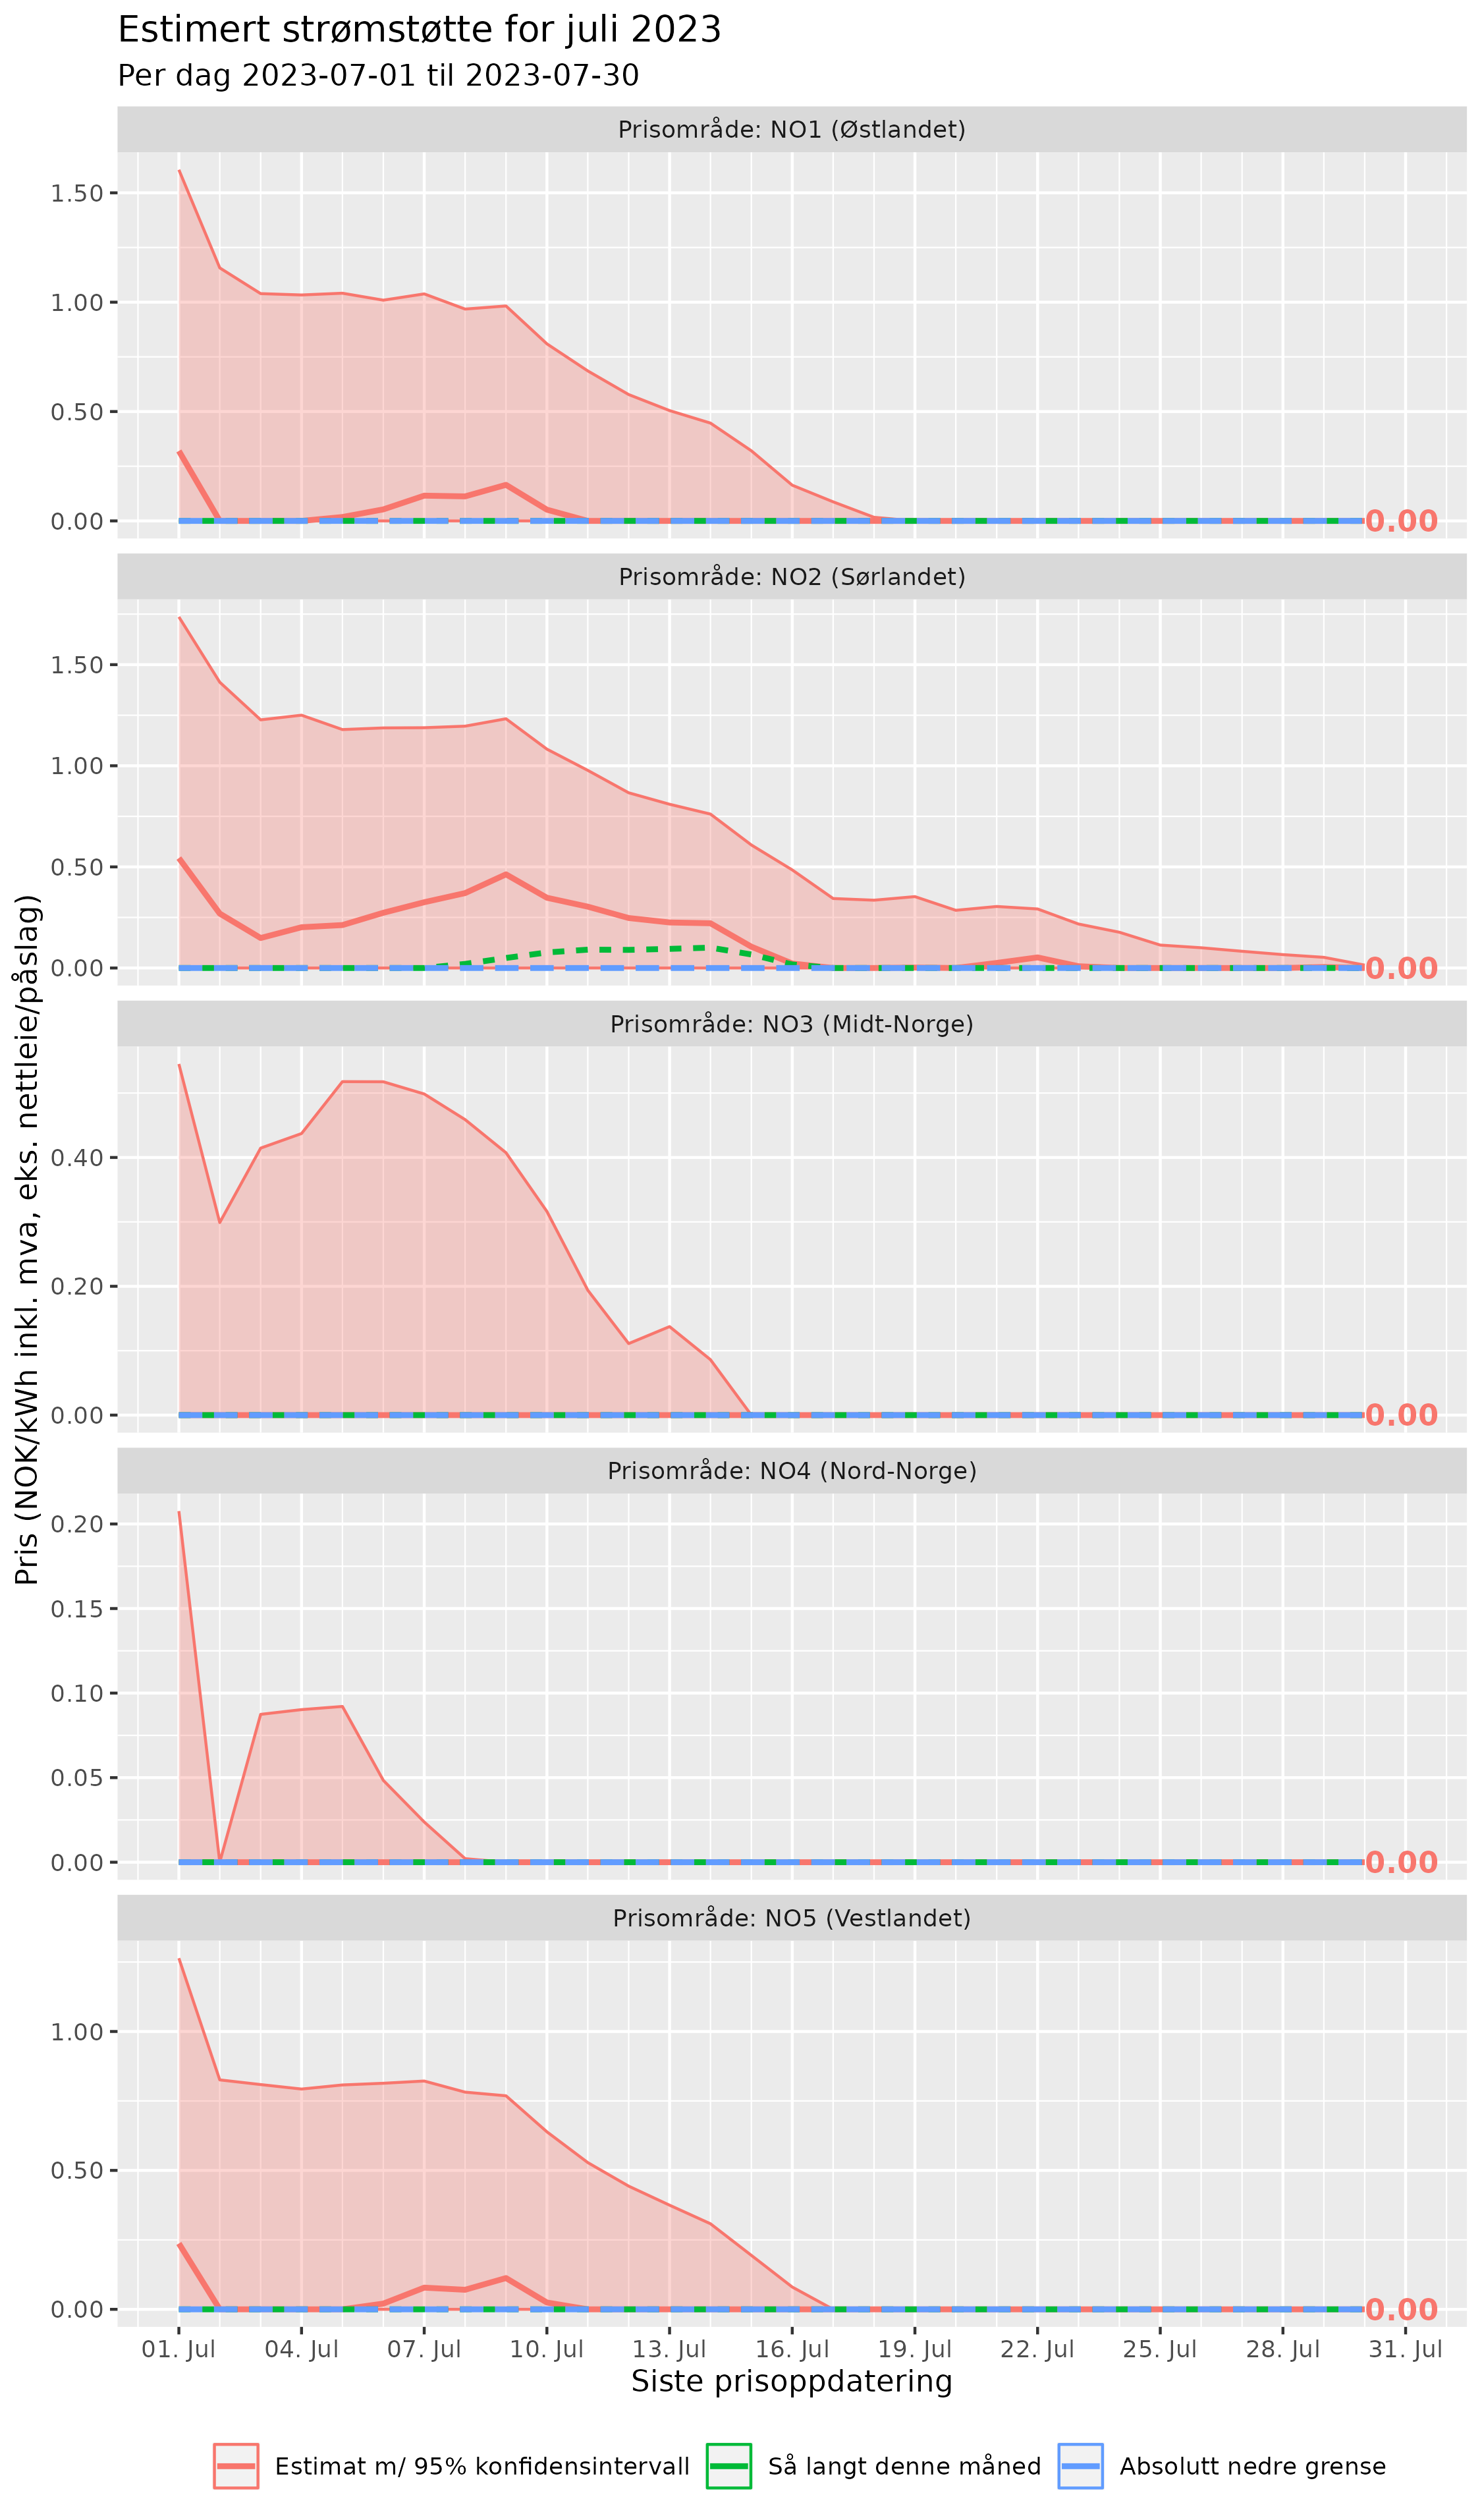 Estimert strømstøtte for juli 2023
Per dag 2023-07-01 til 2023-07-30
Pris (NOK/kWh inkl. mva, eks. nettleie/påslag)
Prisområde: NO1 (Østlandet)
1.50
1.00
0.50
0.00
0.00
Prisområde: NO2 (Sørlandet)
1.50
1.00
0.50
0.00
0.00
Prisområde: NO3 (Midt-Norge)
0.40
0.20
0.00
0.00
Prisområde: NO4 (Nord-Norge)
0.20
0.15
0.10
0.05
0.00
0.00
Prisområde: NO5 (Vestlandet)
1.00
0.50
0.00
0.00
01. Jul 04. Jul 07. Jul 10. Jul 13. Jul 16. Jul 19. Jul 22. Jul 25. Jul 28. Jul 31. Jul
Siste prisoppdatering
Estimat m/ 95% konfidensintervall Så langt denne måned Absolutt nedre grense